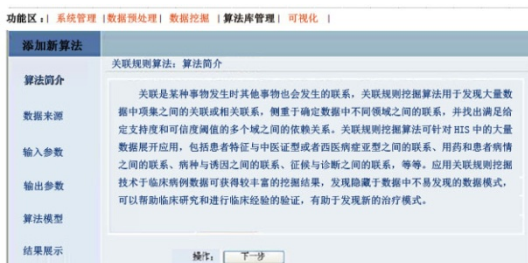 功能区：| 系统管理 |数据预处理| 数据挖掘 |算法库管理| 可视化 |
添加新算法
关联规则算法：算法简介
算法简介
数据来源
输入参数
输出参数
算法模型
结果展示
关联是某种事物发生时其他事物也会发生的联系，关联规则挖掘算法用于发现大量数
据中项集之间的关联或相关联系，侧重于确定数据中不同领域之间的联系，并找出满足给
定支持度和可信度阈值的多个域之间的依赖关系。关联规则挖掘算法可针对 HIS 中的大量
数据展开应用，包括患者特征与中医证型或者西医病症亚型之间的联系、用药和患者病情
之间的联系、病种与诱因之间的联系、征候与诊断之间的联系，等等。应用关联规则挖掘
技术于临床病例数据可获得较丰富的挖掘结果，发现隐藏于数据中不易发现的数据模式，
可以帮助临床研究和进行临床经验的验证，有助于发现新的治疗模式。
操作： 下一步